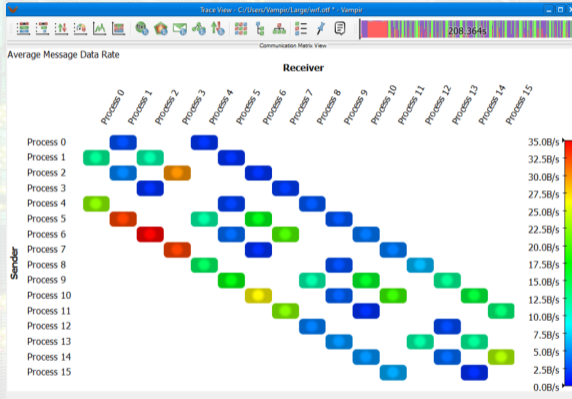 Trace View - C:/Users/Vampir/Large/wrf.otf * - Vampir
208.364s
Communication Matrix View
Average Message Data Rate
Receiver
Process 0 Process 1 Process 2 Process 3 Process 4 Process 5 Process 6 Process 7 Process 8 Process 9 Process 10 Process 11 Process 12 Process 13 Process 14 Process 15
Sender
Process 0
Process 1
Process 2
Process 3
Process 4
Process 5
Process 6
Process 7
Process 8
Process 9
Process 10
Process 11
Process 12
Process 13
Process 14
Process 15
35.0B/s
32.5B/s
30.0B/s
27.5B/s
25.0B/s
22.5B/s
20.0B/s
17.5B/s
15.0B/s
12.5B/s
10.0B/s
7.5B/s
5.0B/s
2.5B/s
0.0B/s